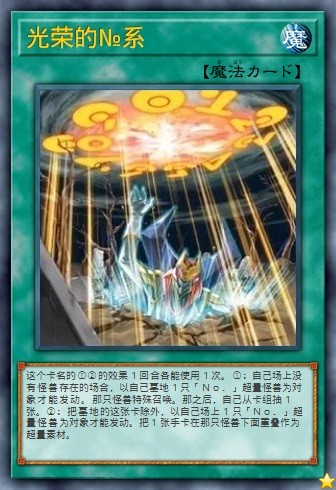 光荣的№系
魔
【魔法カード】
这个卡名的①②的效果1回合各能使用1次。①：自己场上没
有怪兽存在的场合，以自己墓地1只「No.」超量怪兽为对
象才能发动。那只怪兽特殊召唤。那之后，自己从卡组抽1
张。②：把墓地的这张卡除外，以自己场上1只「No.」超
量怪兽为对象才能发动。把1张手卡在那只怪兽下面重叠作为
超量素材。